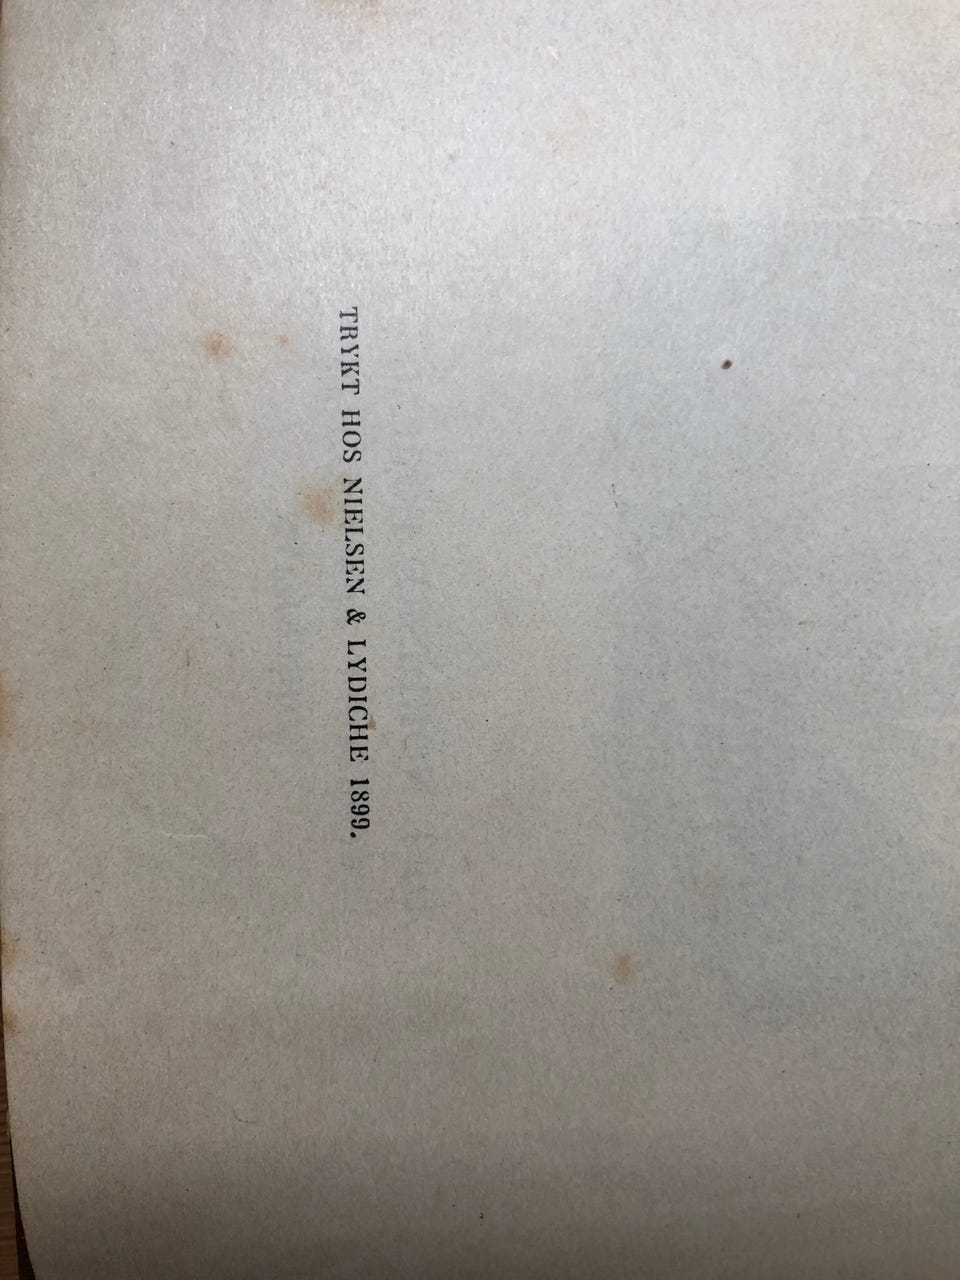 TRYKT HOS NIELSEN & LYDICHE 1899.